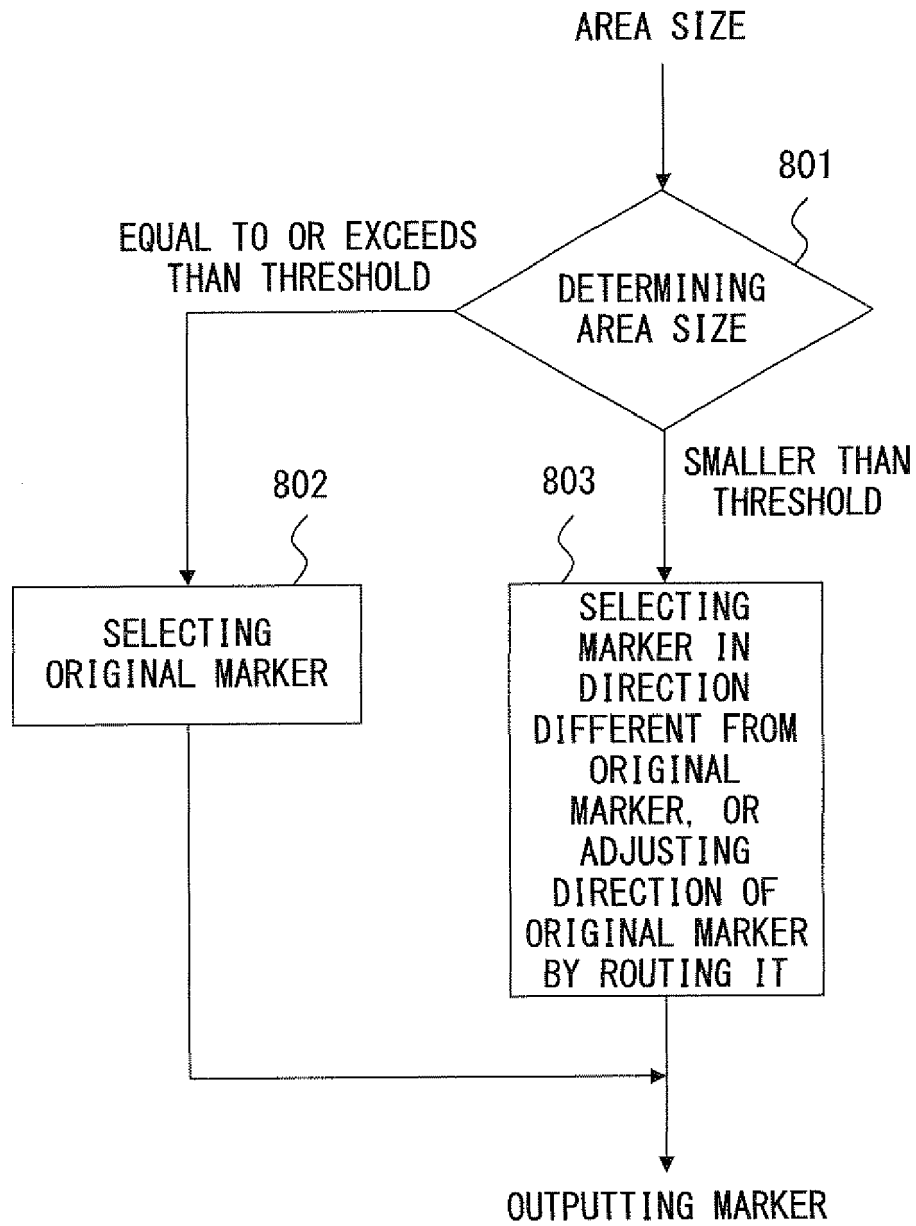 AREA SIZE
801
EQUAL TO OR EXCEEDS
THAN THRESHOLD
DETERMINING
AREA SIZE
SMALLER THAN
THRESHOLD
802
803
SELECTING
ORIGINAL MARKER
SELECTING
MARKER IN
DIRECTION
DIFFERENT FROM
ORIGINAL
MARKER, OR
ADJUSTING
DIRECTION OF
ORIGINAL MARKER
BY ROUTING IT
OUTPUTTING MARKER